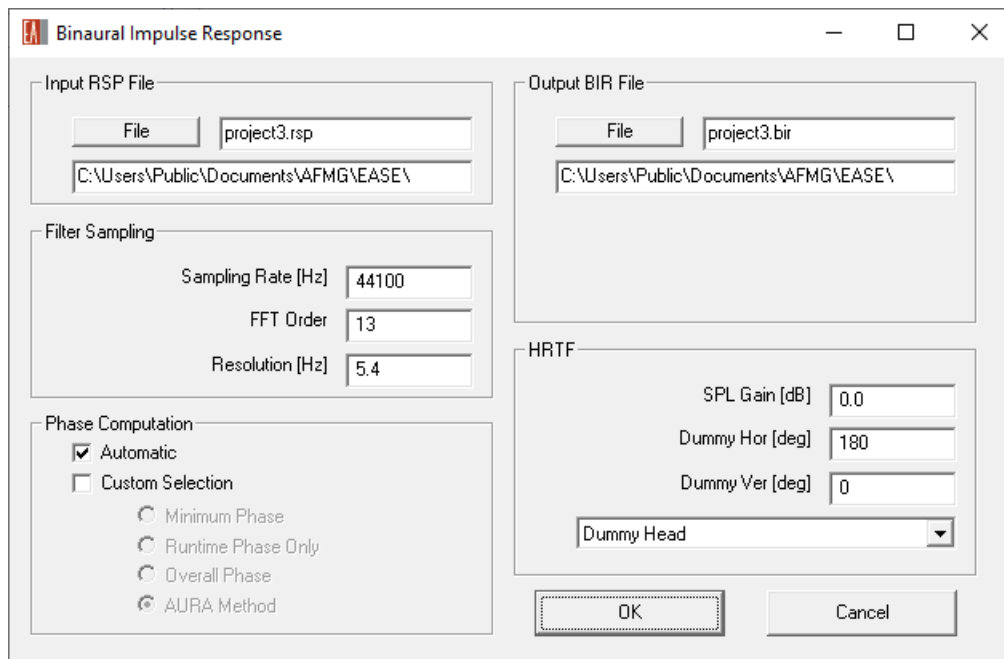 EA Binaural Impulse Response
Input RSP File
File project3.rsp
C:\Users\Public\Documents\AFMG\EASE\
Filter Sampling
Sampling Rate [Hz] 44100
FFT Order 13
Resolution [Hz] 5.4
Phase Computation
Automatic
Custom Selection
Minimum Phase
Runtime Phase Only
Overall Phase
AURA Method
Output BIR File
File project3.bir
C:\Users\Public\Documents\AFMG\EASE\
HRTF
SPL Gain [dB] 0.0
Dummy Hor [deg] 180
Dummy Ver [deg] 0
Dummy Head
OK Cancel